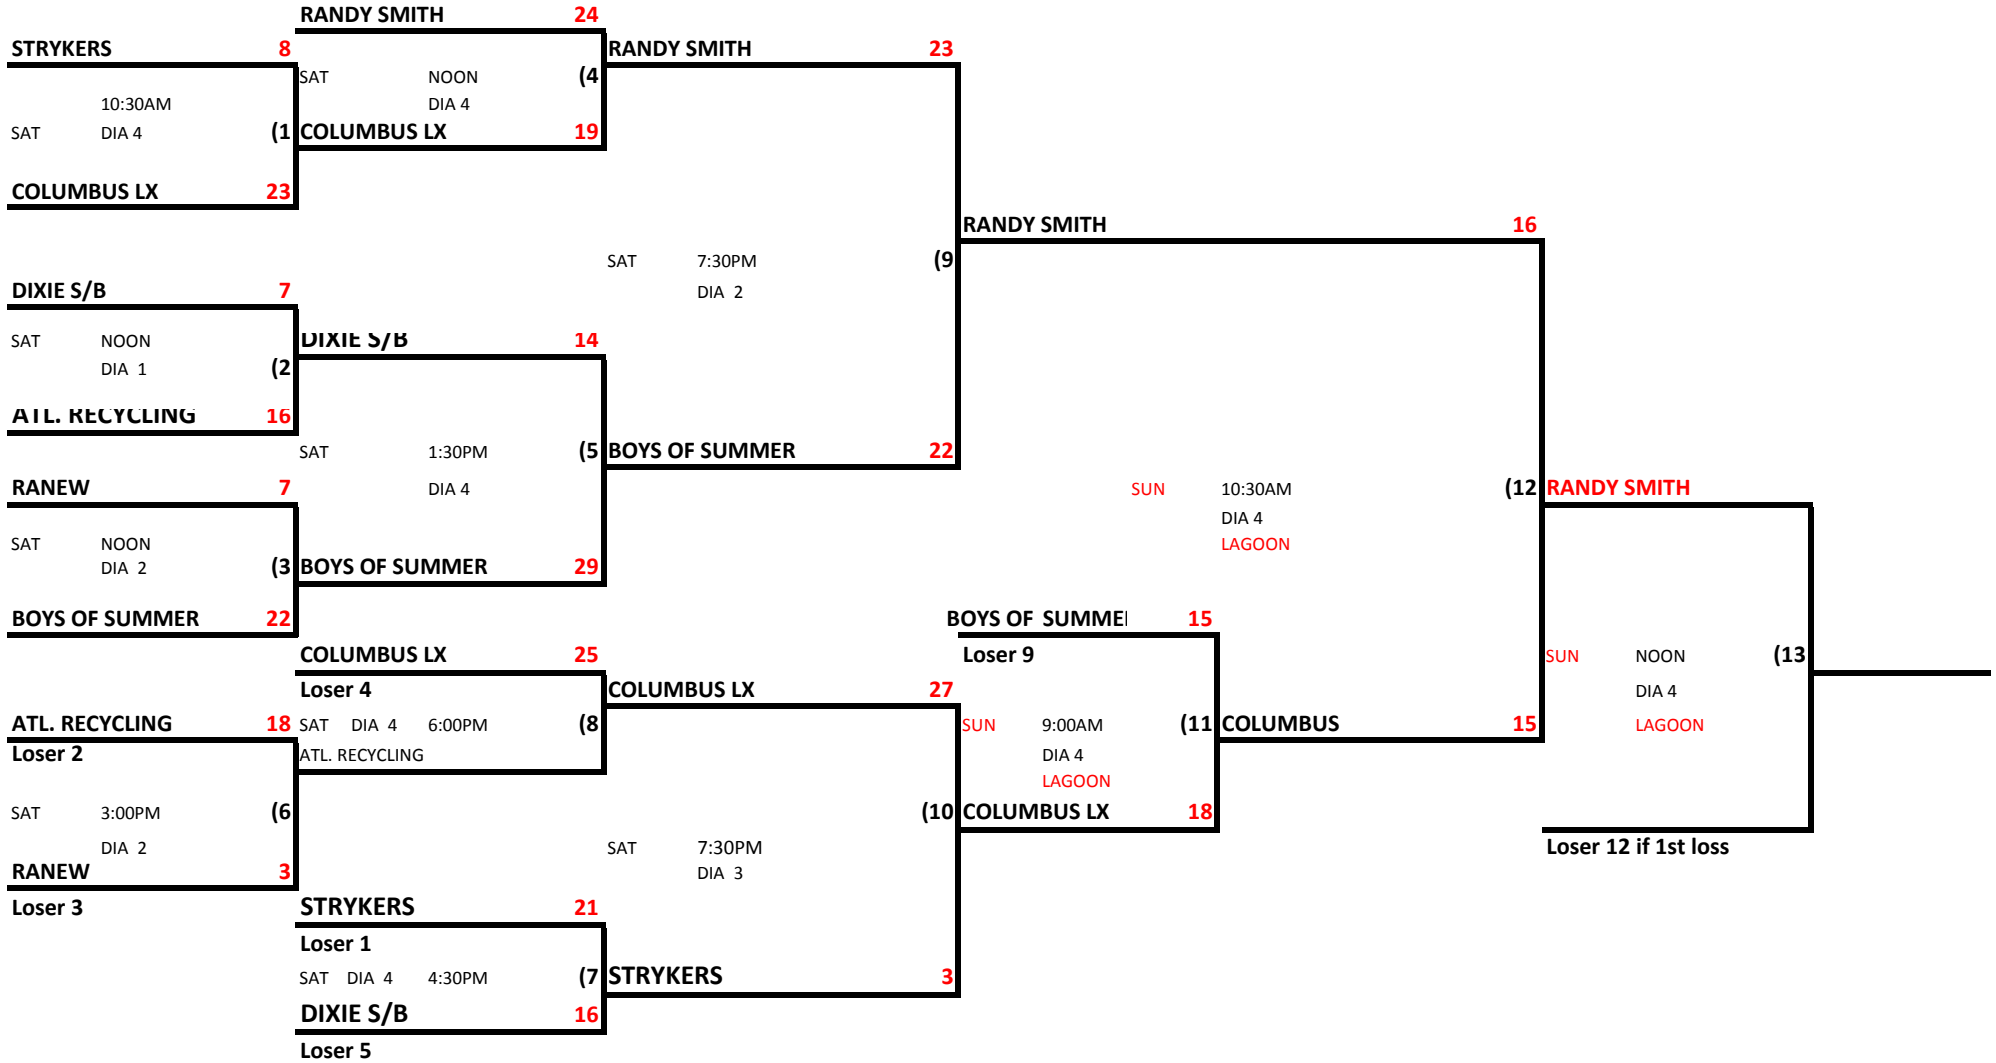 RANDY SMITH 24
STRYKERS 8
RANDY SMITH 23
SAT NOON (4
10:30AM
DIA 4
SAT DIA 4 (1
COLUMBUS LX 19
COLUMBUS LX 23
RANDY SMITH 16
SAT 7:30PM (9
DIA 2
DIXIE S/B 7
SAT NOON
DIXIE S/B 14
DIA 1 (2
ATL. RECYCLING 16
SAT 1:30PM (5
BOYS OF SUMMER 22
RANEW 7
DIA 4
SUN 10:30AM (12
RANDY SMITH
DIA 4
LAGOON
SAT NOON
DIA 2 (3
BOYS OF SUMMER 29
BOYS OF SUMMER 22
BOYS OF SUMME 15
COLUMBUS LX 25
Loser 9
SUN NOON (13
Loser 4
COLUMBUS LX 27
DIA 4
ATL. RECYCLING 18
SAT DIA 4 6:00PM (8
SUN 9:00AM (11
COLUMBUS 15
LAGOON
Loser 2
ATL. RECYCLING
DIA 4
LAGOON
SAT 3:00PM (6
(10
COLUMBUS LX 18
DIA 2
SAT 7:30PM
Loser 12 if 1st loss
RANEW 3
DIA 3
Loser 3
STRYKERS 21
Loser 1
SAT DIA 4 4:30PM (7
STRYKERS 3
DIXIE S/B 16
Loser 5